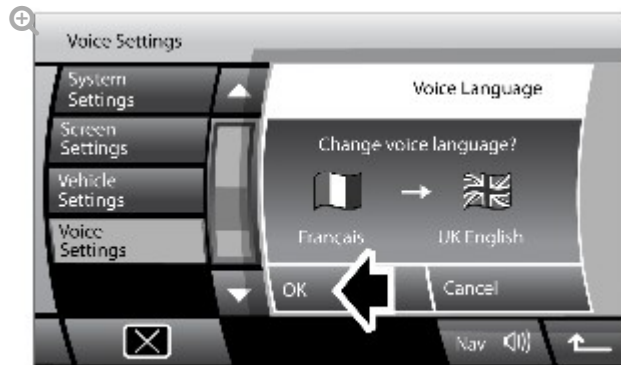 Voice Settings
System
Settings
Screen
Settings
Vehicle
Settings
Voice
Settings
Voice Language
Change voice language?
Français
UK English
OK
Cancel
Nav